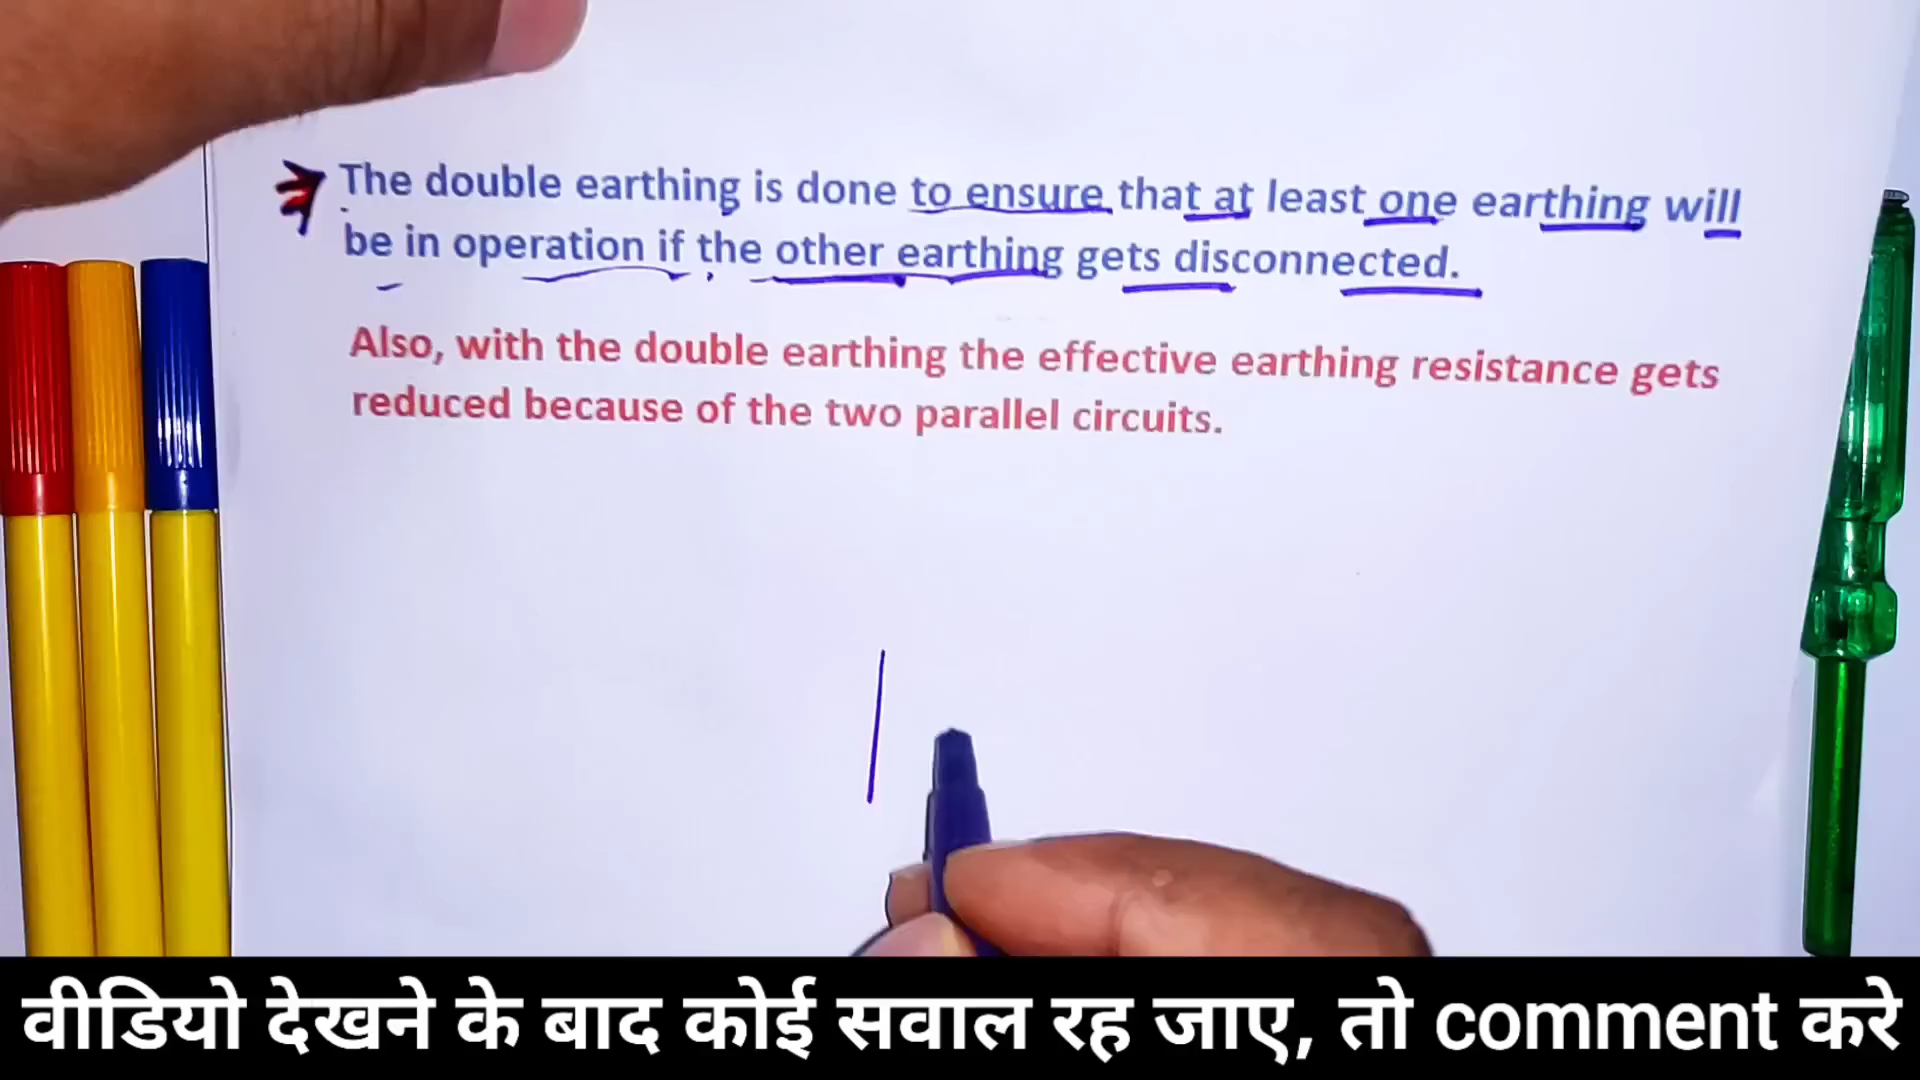 The double earthing is done to ensure that at least one earthing will
be in operation if the other earthing gets disconnected.
Also, with the double earthing the effective earthing resistance gets
reduced because of the two parallel circuits.
वीडियो देखने के बाद कोई सवाल रह जाए, तो comment करे